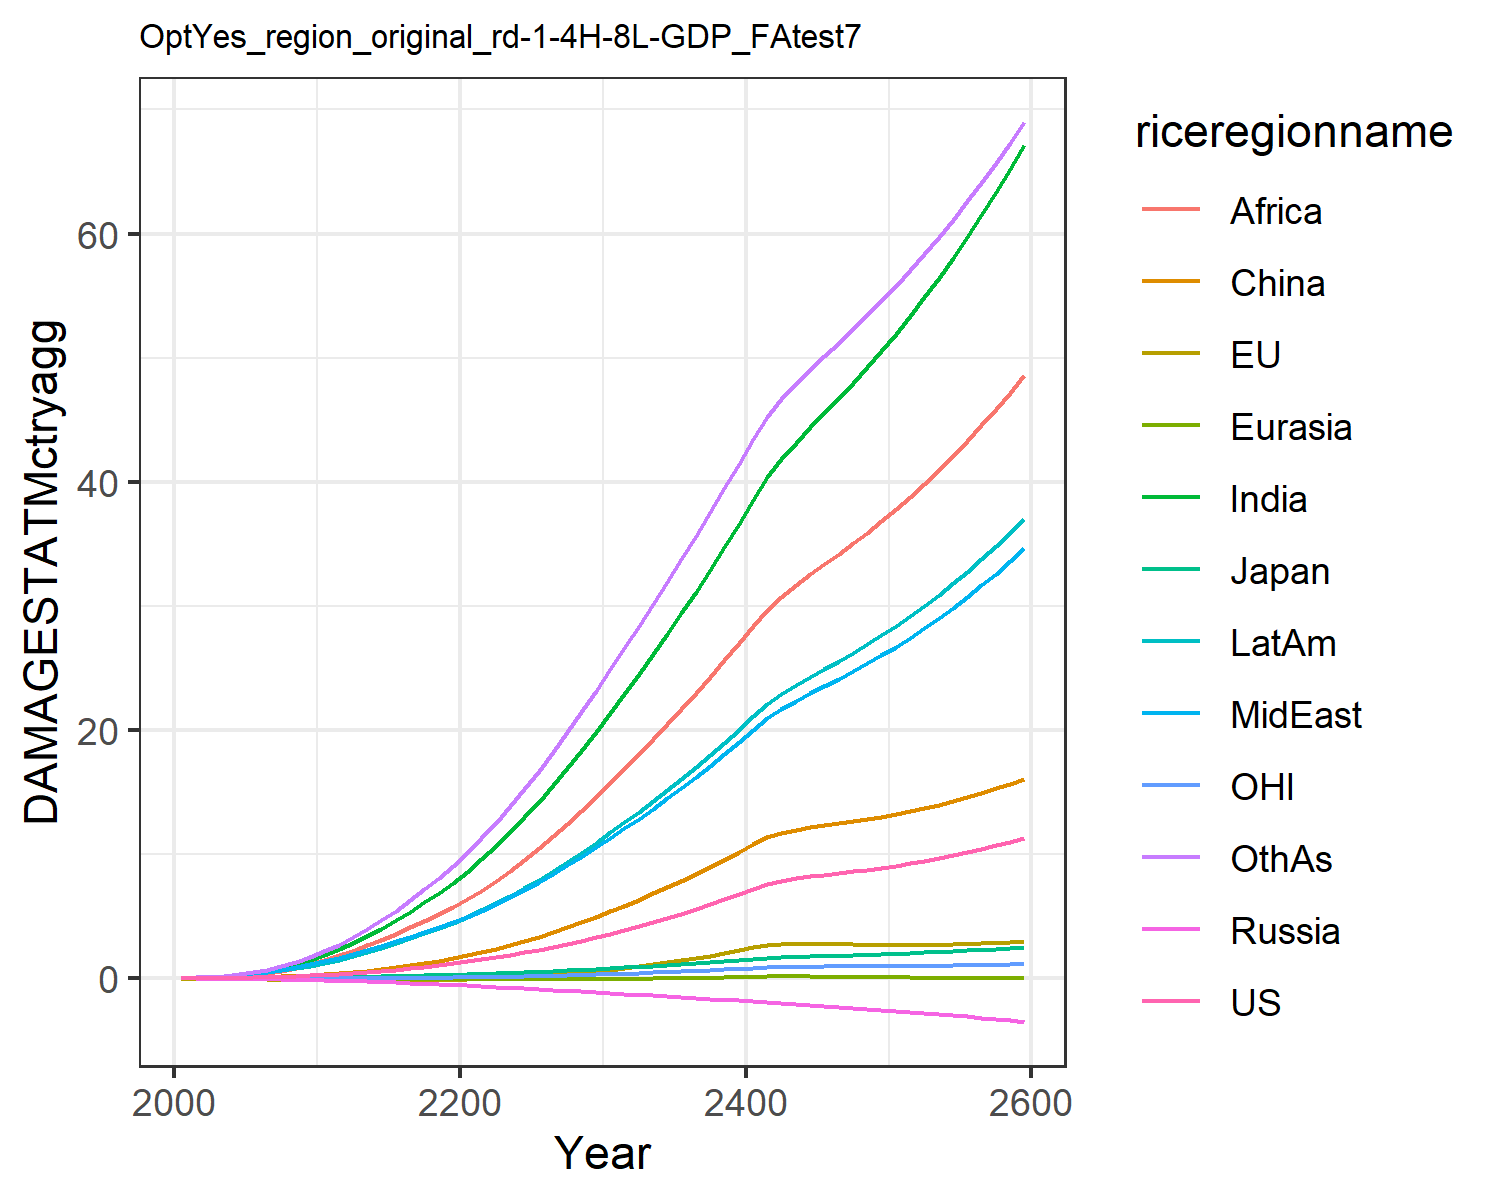 OptYes_region_original_rd-1-4H-8L-GDP_FAtest7
DAMAGESTATMctryagg
60
40
20
0
2000 2200 2400 2600
Year
riceregionname
Africa
China
EU
Eurasia
India
Japan
LatAm
MidEast
OHI
OthAs
Russia
US